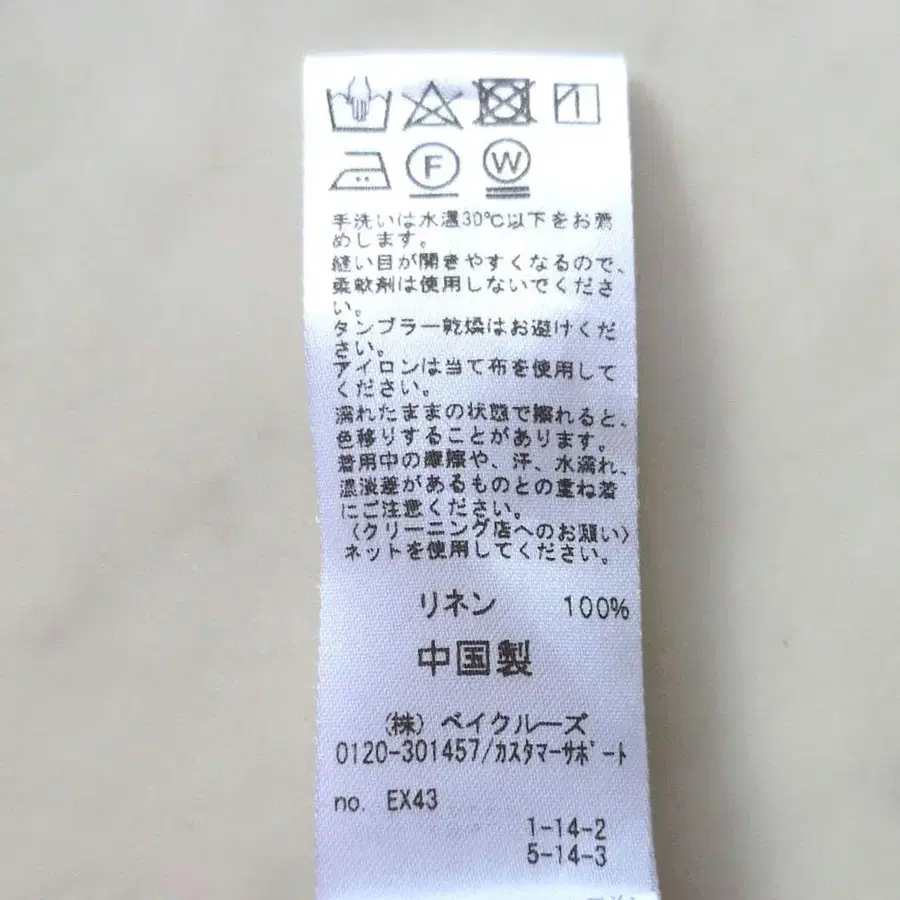 F W
手洗いは水温30℃以下をお薦
めします。
縫い目が開きやすくなるので、
柔軟剤は使用しないでくださ
い。
タンブラー乾燥はお避けくだ
さい。
アイロンは当て布を使用して
ください。
濡れたままの状態で擦れると、
色移りすることがあります。
着用中の摩擦や、汗、水濡れ、
濃淡差があるものとの重ね着
にご注意ください。
〈クリーニング店へのお願い〉
ネットを使用してください。
リネン 100%
中国製
(株) ベイクルーズ
0120-301457/カスタマーサポート
no. EX43
1-14-2
5-14-3